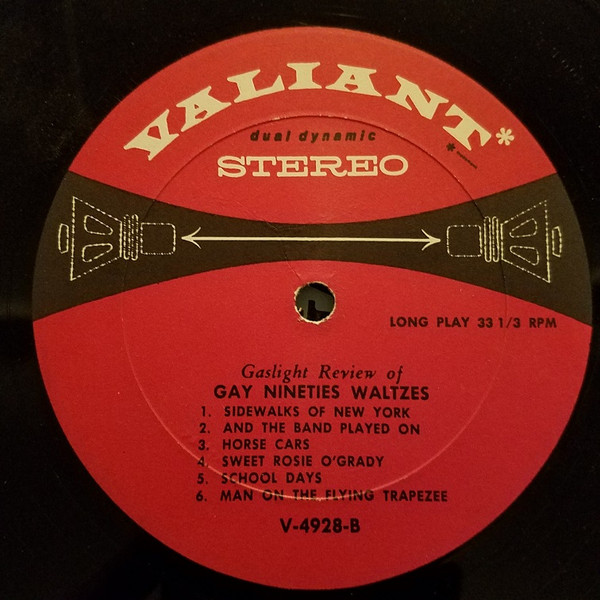 VALIANT*
dual dynamic
STEREO
LONG PLAY 33 1/3 RPM
Gaslight Review of
GAY NINETIES WALTZES
1. SIDEWALKS OF NEW YORK
2. AND THE BAND PLAYED ON
3. HORSE CARS
4. SWEET ROSIE O'GRADY
5. SCHOOL DAYS
6. MAN ON THE FLYING TRAPEZEE
V-4928-B